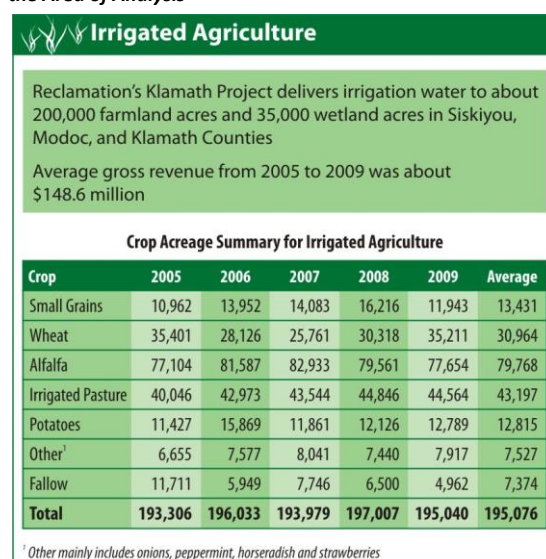 the Area of Analysis
Irrigated Agriculture
Reclamation's Klamath Project delivers irrigation water to about
200,000 farmland acres and 35,000 wetland acres in Siskiyou,
Modoc, and Klamath Counties
Average gross revenue from 2005 to 2009 was about
$148.6 million
Crop Acreage Summary for Irrigated Agriculture
Crop 2005 2006 2007 2008 2009 Average
Small Grains 10,962 13,952 14,083 16,216 11,943 13,431
Wheat 35,401 28,126 25,761 30,318 35,211 30,964
Alfalfa 77,104 81,587 82,933 79,561 77,654 79,768
Irrigated Pasture 40,046 42,973 43,544 44,846 44,564 43,197
Potatoes 11,427 15,869 11,861 12,126 12,789 12,815
Other¹ 6,655 7,577 8,041 7,440 7,917 7,527
Fallow 11,711 5,949 7,746 6,500 4,962 7,374
Total 193,306 196,033 193,979 197,007 195,040 195,076
¹ Other mainly includes onions, peppermint, horseradish and strawberries